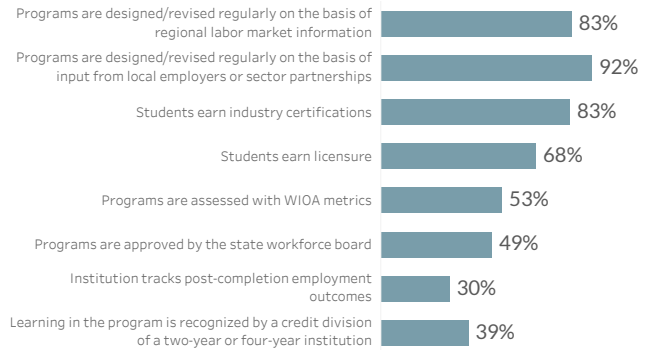 Programs are designed/revised regularly on the basis of
regional labor market information
83%
Programs are designed/revised regularly on the basis of
input from local employers or sector partnerships
92%
Students earn industry certifications
83%
Students earn licensure
68%
Programs are assessed with WIOA metrics
53%
Programs are approved by the state workforce board
49%
Institution tracks post-completion employment
outcomes
30%
Learning in the program is recognized by a credit division
of a two-year or four-year institution
39%